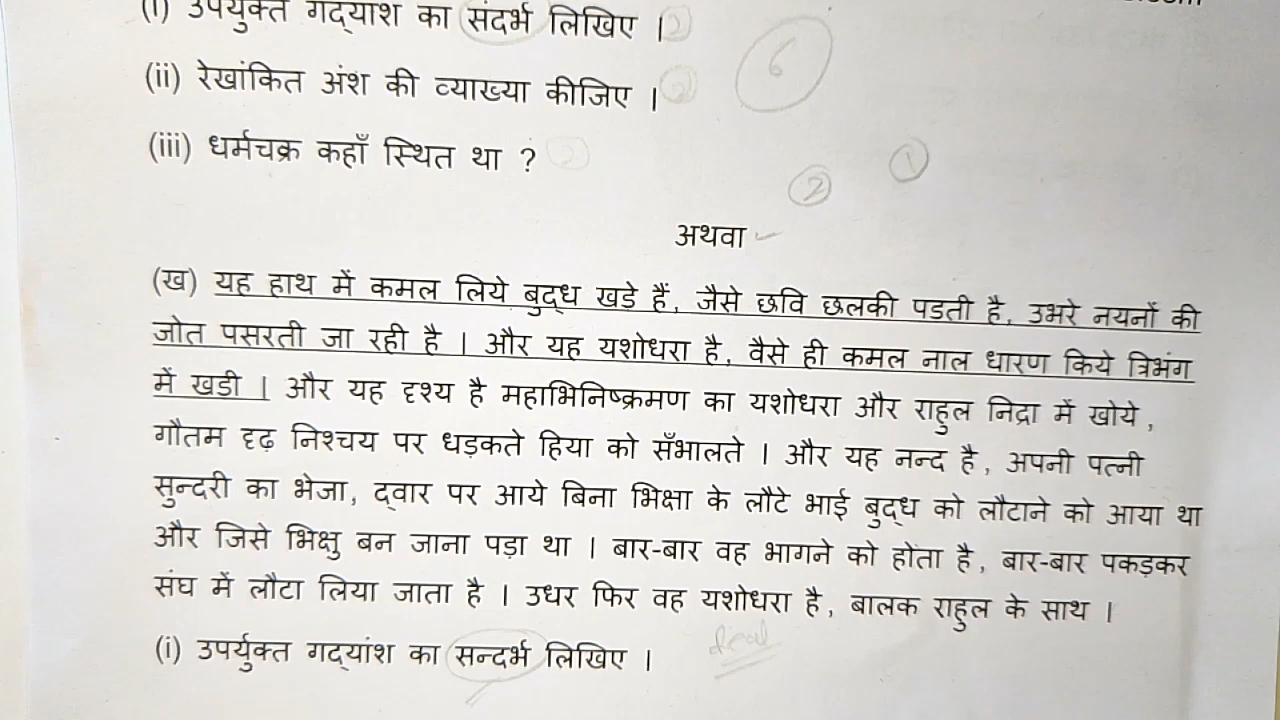 (i) उपर्युक्त गद्यांश का संदर्भ लिखिए । 2
(ii) रेखांकित अंश की व्याख्या कीजिए । 2
(iii) धर्मचक्र कहाँ स्थित था ? 2
6
2
1
अथवा
(ख) यह हाथ में कमल लिये बुद्ध खडे हैं, जैसे छवि छलकी पडती है, उभरे नयनों की
जोत पसरती जा रही है । और यह यशोधरा है, वैसे ही कमल नाल धारण किये त्रिभंग
में खडी । और यह दृश्य है महाभिनिष्क्रमण का यशोधरा और राहुल निद्रा में खोये ,
गौतम दृढ़ निश्चय पर धड़कते हिया को सँभालते । और यह नन्द है , अपनी पत्नी
सुन्दरी का भेजा, द्वार पर आये बिना भिक्षा के लौटे भाई बुद्ध को लौटाने को आया था
और जिसे भिक्षु बन जाना पड़ा था । बार-बार वह भागने को होता है , बार-बार पकड़कर
संघ में लौटा लिया जाता है । उधर फिर वह यशोधरा है , बालक राहुल के साथ ।
(i) उपर्युक्त गद्यांश का सन्दर्भ लिखिए ।